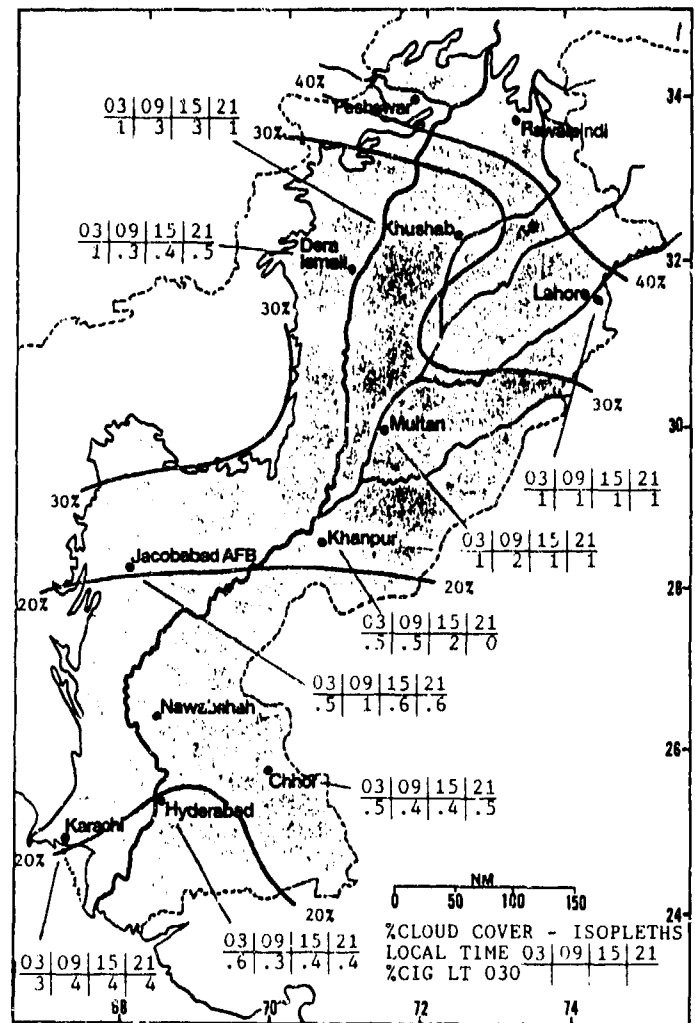 40%
34
Peshawar
Rawalpindi
03 09 15 21
1 3 3 1
30%
Khushab
03 09 15 21
1 .3 .4 .5
Dera
Ismail
32
Lahore
40%
30%
30%
Multan
30
03 09 15 21
1 1 1 1
30%
Khanpur
03 09 15 21
1 2 1 1
Jacobabad AFB
20%
20%
28
03 09 15 21
.5 .5 2 0
03 09 15 21
.5 1 .6 .6
Nawabshah
26
Chhor
03 09 15 21
.5 .4 .4 .5
Karachi
Hyderabad
20%
NM
0 50 100 150
20%
24
03 09 15 21
.6 .3 .4 .4
%CLOUD COVER - ISOPLETHS
LOCAL TIME 03 09 15 21
%CIG LT 030
03 09 15 21
3 4 4 4
68 70 72 74